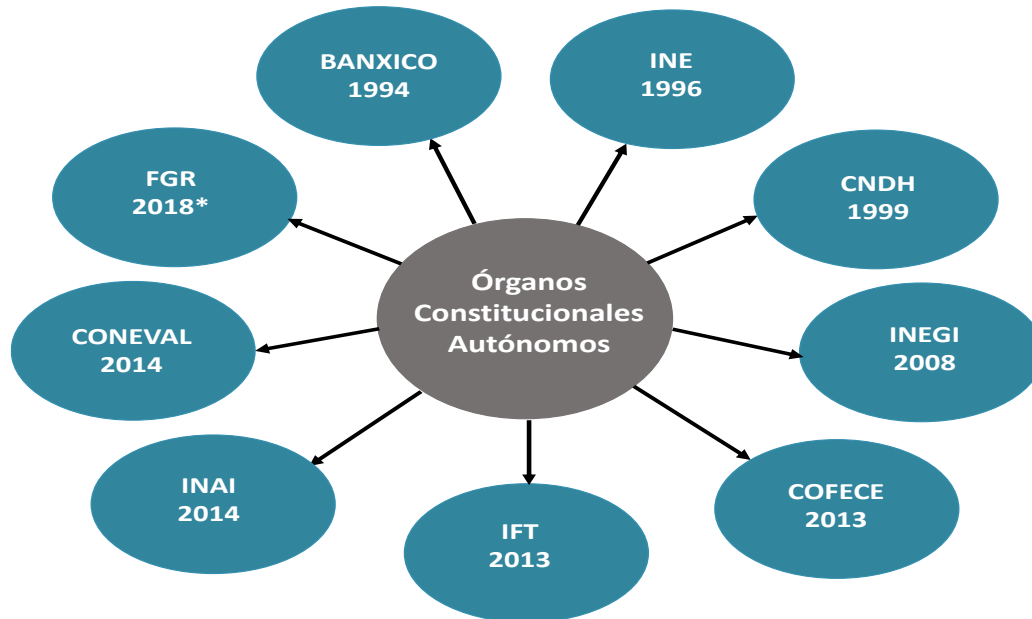 BANXICO
1994
INE
1996
FGR
2018*
CNDH
1999
Órganos
Constitucionales
Autónomos
CONEVAL
2014
INEGI
2008
INAI
2014
IFT
2013
COFECE
2013